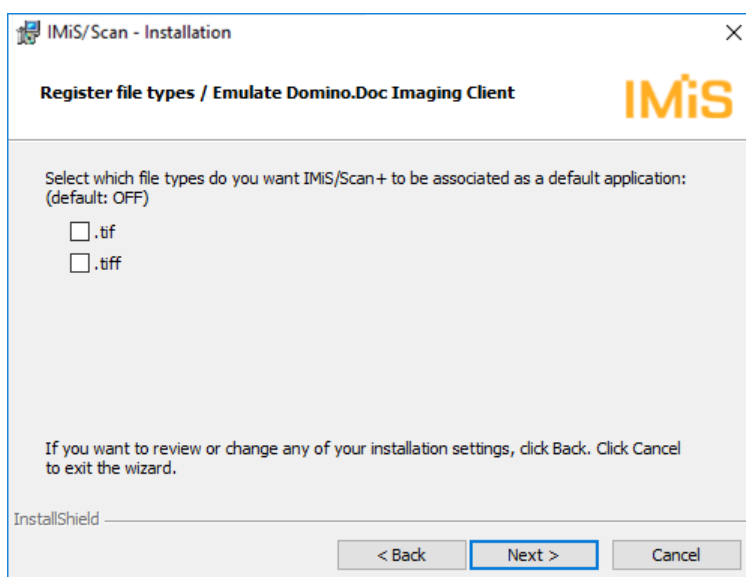 IMiS/Scan - Installation
Register file types / Emulate Domino.Doc Imaging Client
IMiS
Select which file types do you want IMiS/Scan+ to be associated as a default application:
(default: OFF)
.tif
.tiff
If you want to review or change any of your installation settings, click Back. Click Cancel
to exit the wizard.
InstallShield
< Back Next > Cancel